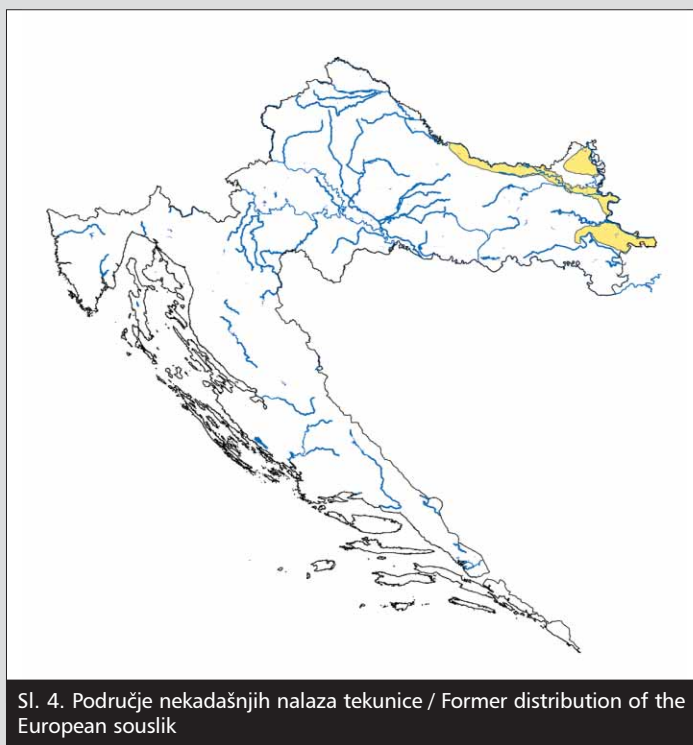 Sl. 4. Područje nekadašnjih nalaza tekunice / Former distribution of the
European souslik